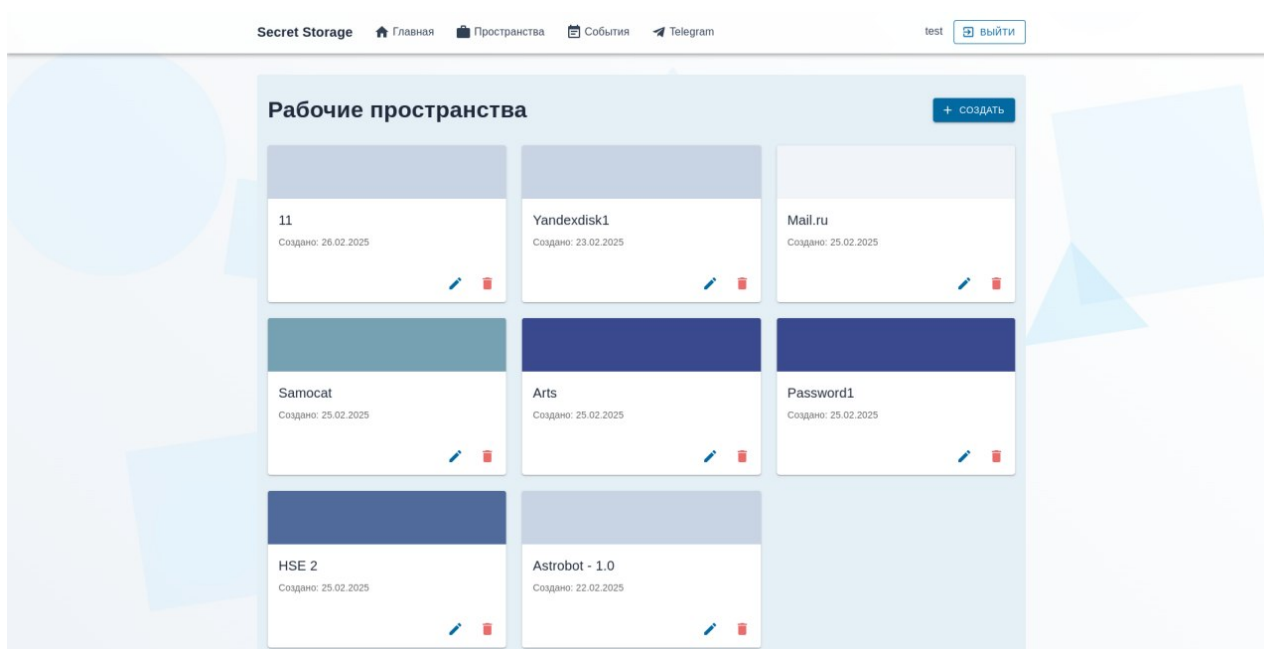 Secret Storage Главная Пространства События Telegram test ВЫЙТИ
Рабочие пространства + СОЗДАТЬ
11 Yandexdisk1 Mail.ru
Создано: 26.02.2025 Создано: 23.02.2025 Создано: 25.02.2025
Samocat Arts Password1
Создано: 25.02.2025 Создано: 25.02.2025 Создано: 25.02.2025
HSE 2 Astrobot - 1.0
Создано: 25.02.2025 Создано: 22.02.2025